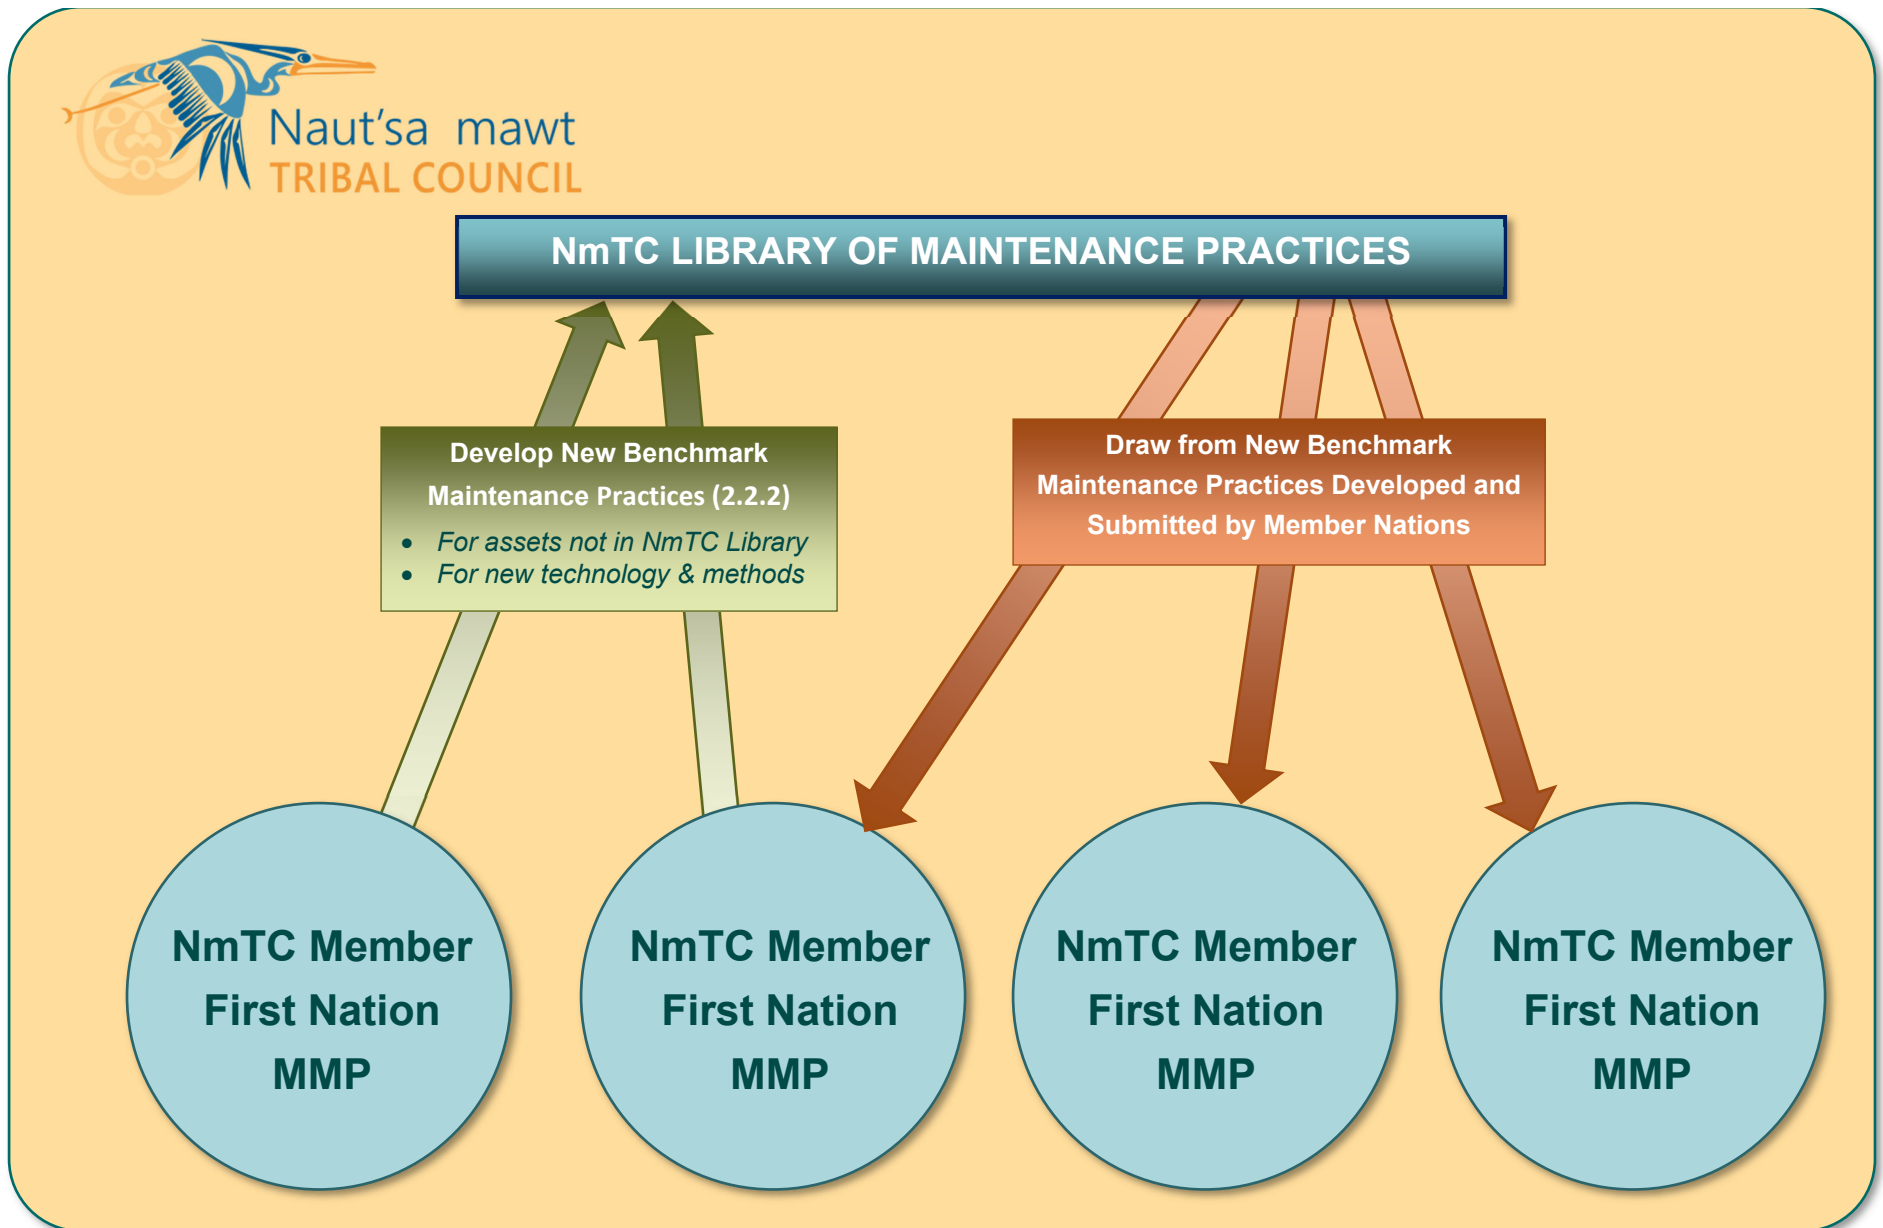 Naut'sa mawt
TRIBAL COUNCIL
NmTC LIBRARY OF MAINTENANCE PRACTICES
Develop New Benchmark
Maintenance Practices (2.2.2)
• For assets not in NmTC Library
• For new technology & methods
Draw from New Benchmark
Maintenance Practices Developed and
Submitted by Member Nations
NmTC Member
First Nation
MMP
NmTC Member
First Nation
MMP
NmTC Member
First Nation
MMP
NmTC Member
First Nation
MMP